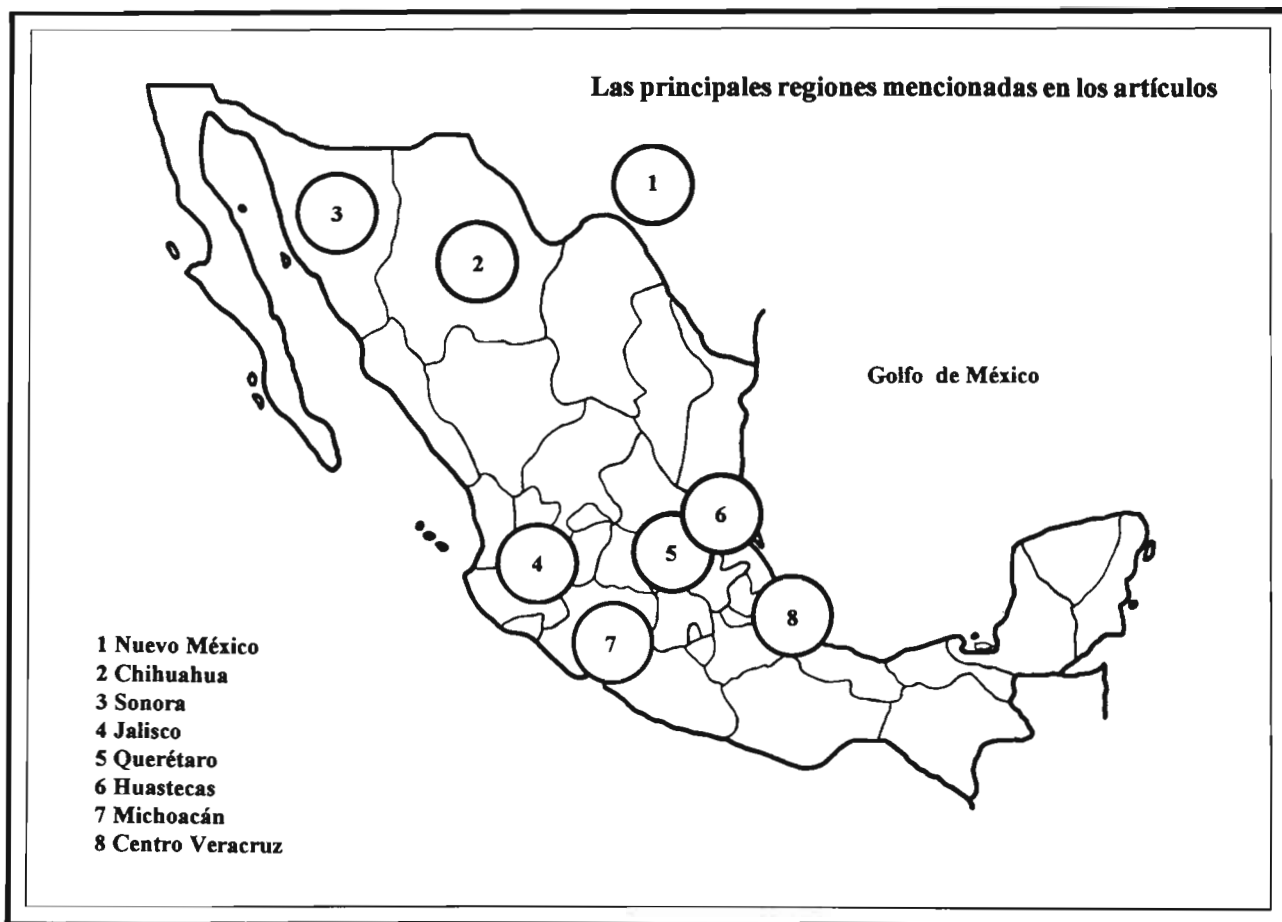 Las principales regiones mencionadas en los artículos
1
3
2
Golfo de México
6
5
4
8
7
1 Nuevo México
2 Chihuahua
3 Sonora
4 Jalisco
5 Querétaro
6 Huastecas
7 Michoacán
8 Centro Veracruz